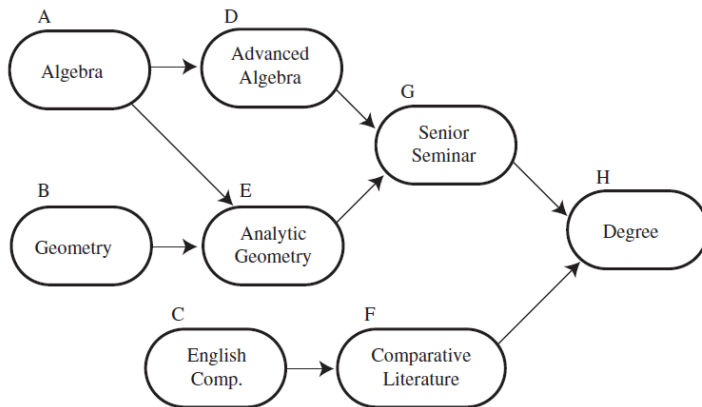 A
Algebra
D
Advanced
Algebra
G
Senior
Seminar
B
Geometry
E
Analytic
Geometry
H
Degree
C
English
Comp.
F
Comparative
Literature